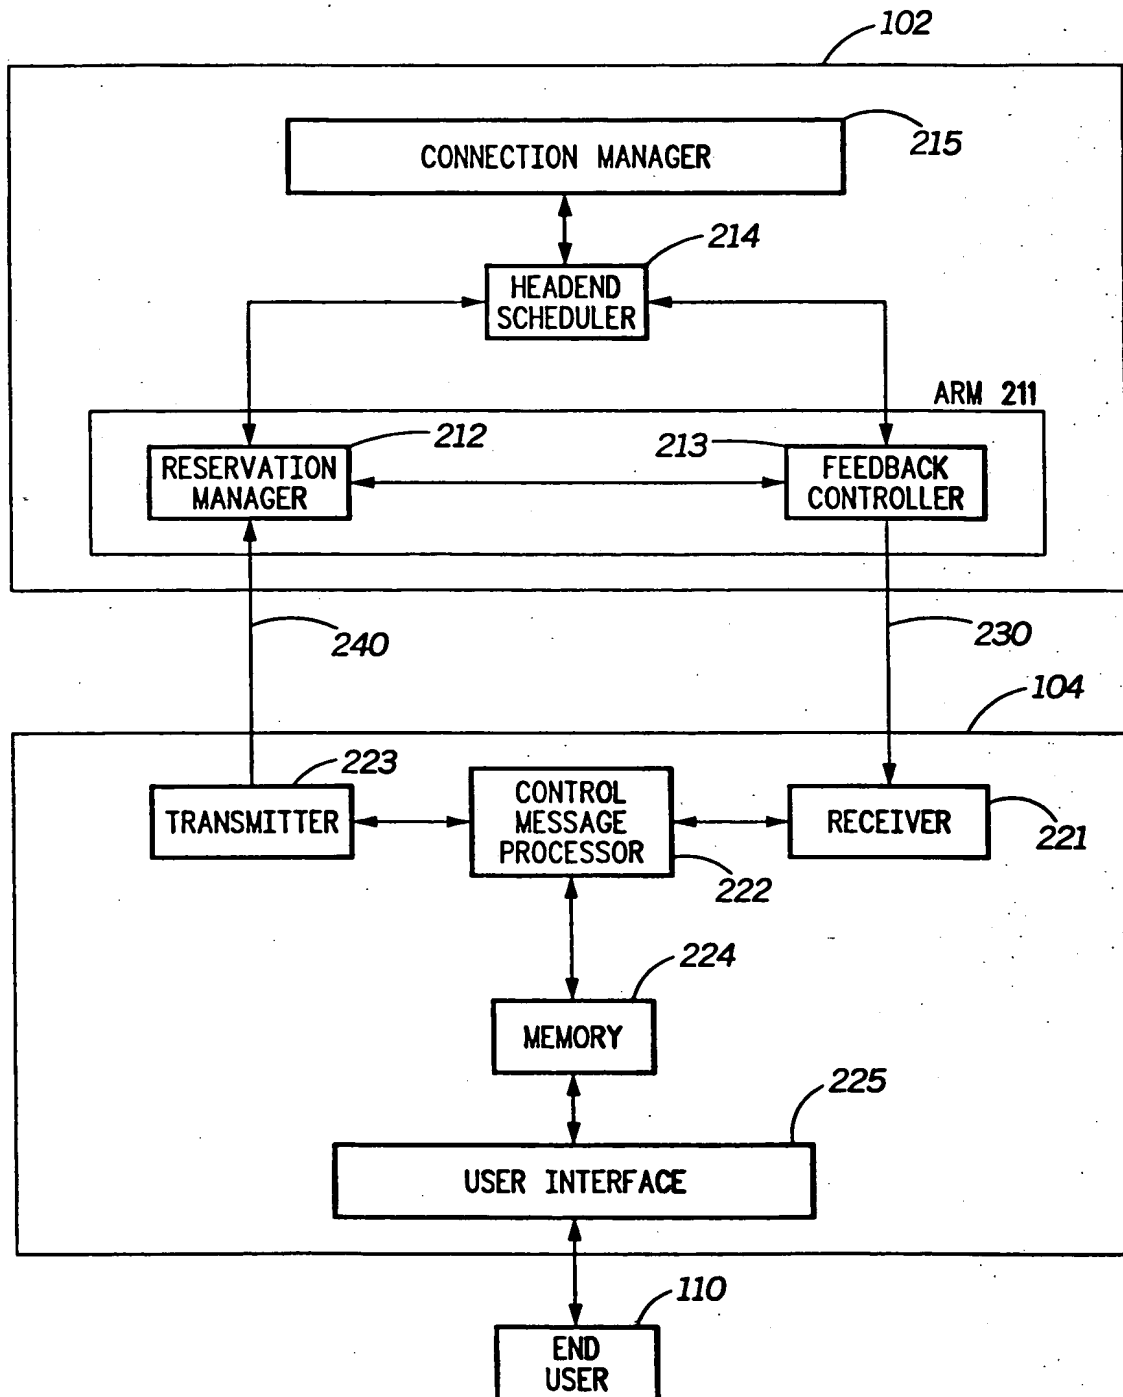 102
CONNECTION MANAGER
215
214
HEADEND
SCHEDULER
ARM 211
212
213
RESERVATION
MANAGER
FEEDBACK
CONTROLLER
240
230
104
223
TRANSMITTER
CONTROL
MESSAGE
PROCESSOR
RECEIVER
221
222
224
MEMORY
225
USER INTERFACE
110
END
USER